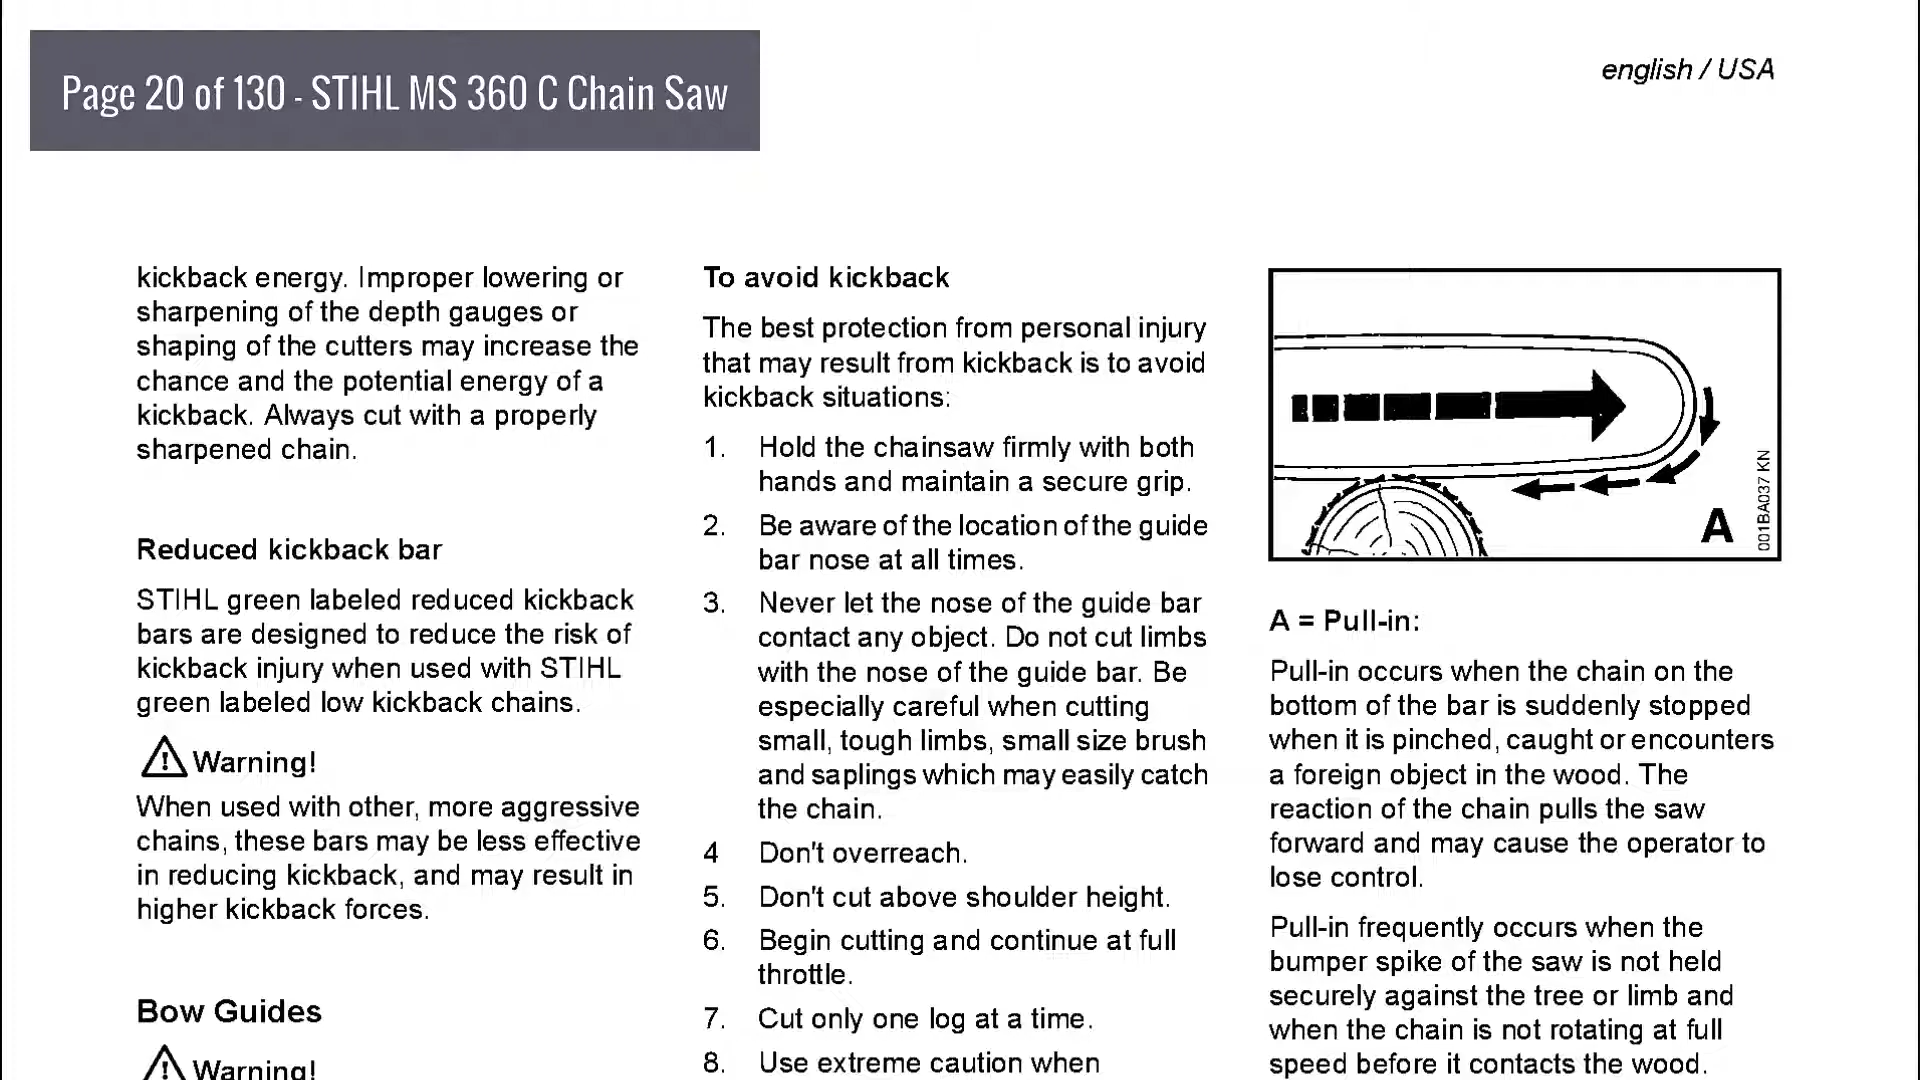 Page 20 of 130 - STIHL MS 360 C Chain Saw
english / USA
kickback energy. Improper lowering or
sharpening of the depth gauges or
shaping of the cutters may increase the
chance and the potential energy of a
kickback. Always cut with a properly
sharpened chain.
Reduced kickback bar
STIHL green labeled reduced kickback
bars are designed to reduce the risk of
kickback injury when used with STIHL
green labeled low kickback chains.
Warning!
When used with other, more aggressive
chains, these bars may be less effective
in reducing kickback, and may result in
higher kickback forces.
Bow Guides
Warning!
To avoid kickback
The best protection from personal injury
that may result from kickback is to avoid
kickback situations:
1. Hold the chainsaw firmly with both
hands and maintain a secure grip.
2. Be aware of the location of the guide
bar nose at all times.
3. Never let the nose of the guide bar
contact any object. Do not cut limbs
with the nose of the guide bar. Be
especially careful when cutting
small, tough limbs, small size brush
and saplings which may easily catch
the chain.
4 Don't overreach.
5. Don't cut above shoulder height.
6. Begin cutting and continue at full
throttle.
7. Cut only one log at a time.
8. Use extreme caution when
A
001BA037 KN
A = Pull-in:
Pull-in occurs when the chain on the
bottom of the bar is suddenly stopped
when it is pinched, caught or encounters
a foreign object in the wood. The
reaction of the chain pulls the saw
forward and may cause the operator to
lose control.
Pull-in frequently occurs when the
bumper spike of the saw is not held
securely against the tree or limb and
when the chain is not rotating at full
speed before it contacts the wood.